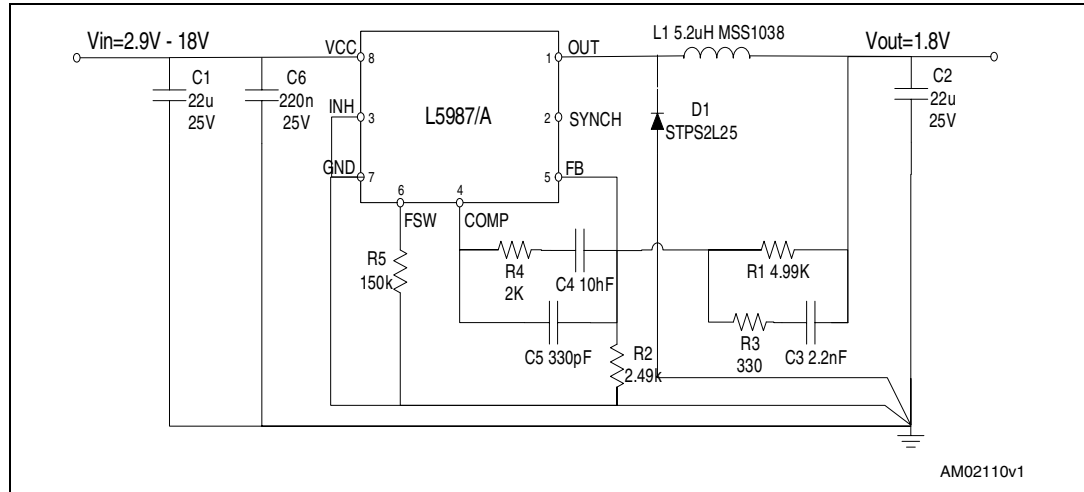 L1 5.2uH MSS1038
Vin=2.9V - 18V
VCC
OUT
Vout=1.8V
8
1
C1
22u
25V
C6
220n
25V
C2
22u
25V
INH
3
L5987/A
2
SYNCH
D1
STPS2L25
GND
7
5
FB
6
4
FSW
COMP
R5
150k
R4
2K
C4 10hF
R1 4.99K
C5 330pF
R2
2.49k
R3
330
C3 2.2nF
AM02110v1